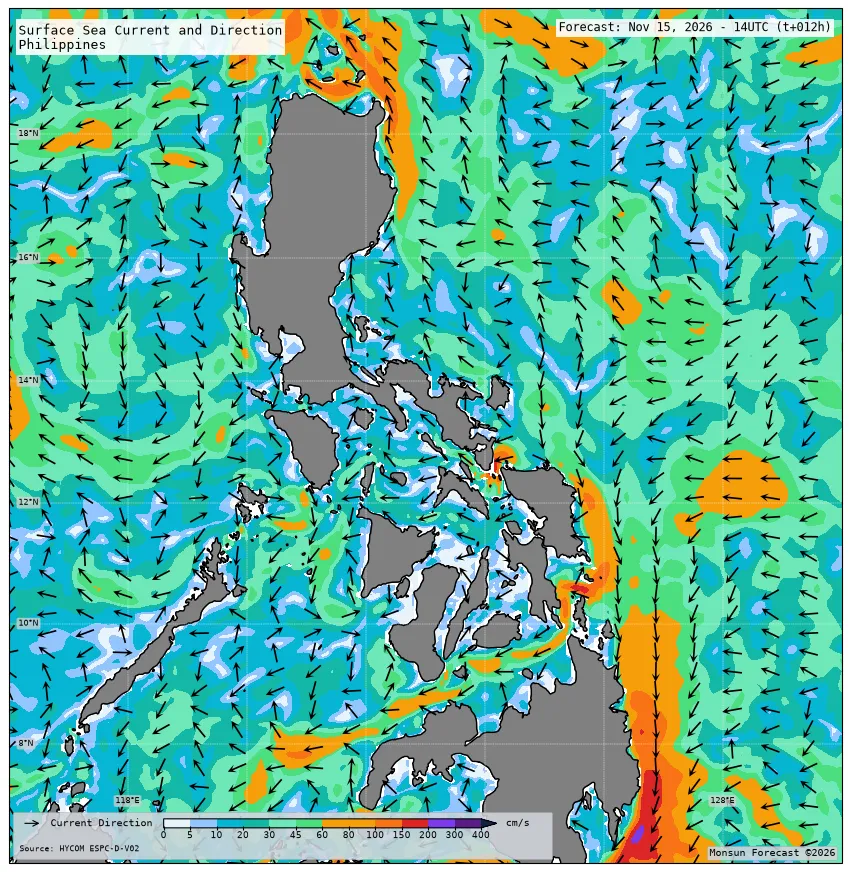 Surface Sea Current and Direction
Philippines
Forecast: Nov 15, 2026 - 14UTC (t+012h)
18°N
16°N
14°N
12°N
10°N
8°N
118°E
128°E
Current Direction
0 5 10 20 30 45 60 80 100 150 200 300 400
cm/s
Source: HYCOM ESPC-D-V02
Monsun Forecast ©2026